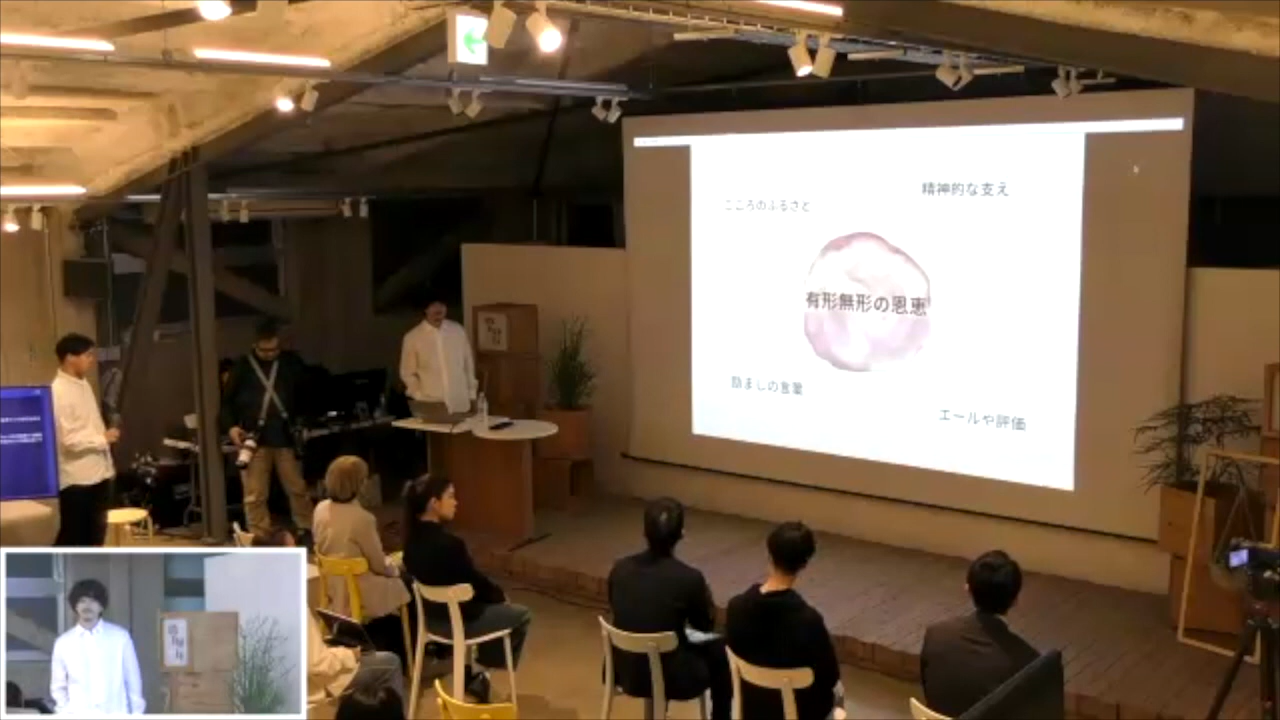 精神的な支え
こころのふるさと
有形無形の恩恵
励ましの言葉
エールや評価